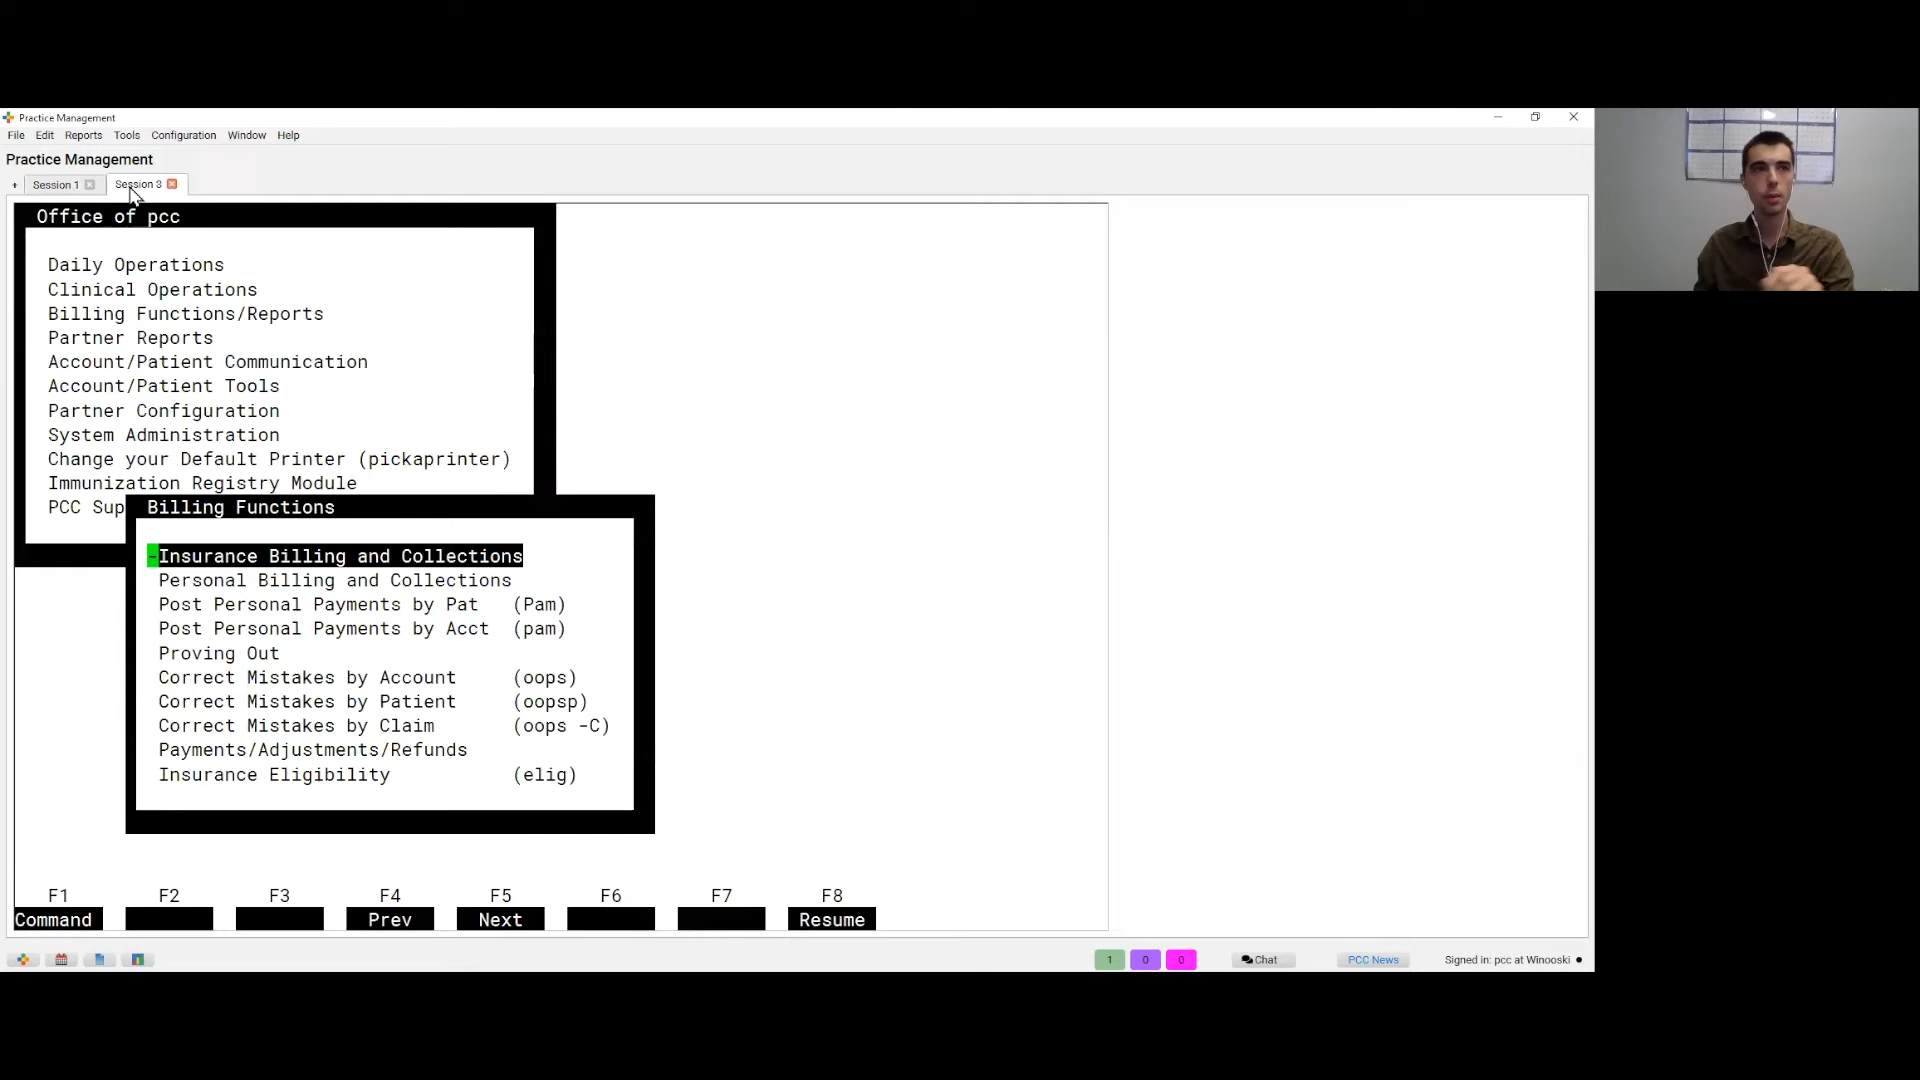 Practice Management
File Edit Reports Tools Configuration Window Help
Practice Management
+ Session 1 Session 3
Office of pcc
Daily Operations
Clinical Operations
Billing Functions/Reports
Partner Reports
Account/Patient Communication
Account/Patient Tools
Partner Configuration
System Administration
Change your Default Printer (pickaprinter)
Immunization Registry Module
PCC Sup
Billing Functions
-Insurance Billing and Collections
Personal Billing and Collections
Post Personal Payments by Pat (Pam)
Post Personal Payments by Acct (pam)
Proving Out
Correct Mistakes by Account (oops)
Correct Mistakes by Patient (oopsp)
Correct Mistakes by Claim (oops -C)
Payments/Adjustments/Refunds
Insurance Eligibility (elig)
F1 F2 F3 F4 F5 F6 F7 F8
Command Prev Next Resume
1 0 0 Chat PCC News Signed in: pcc at Winooski